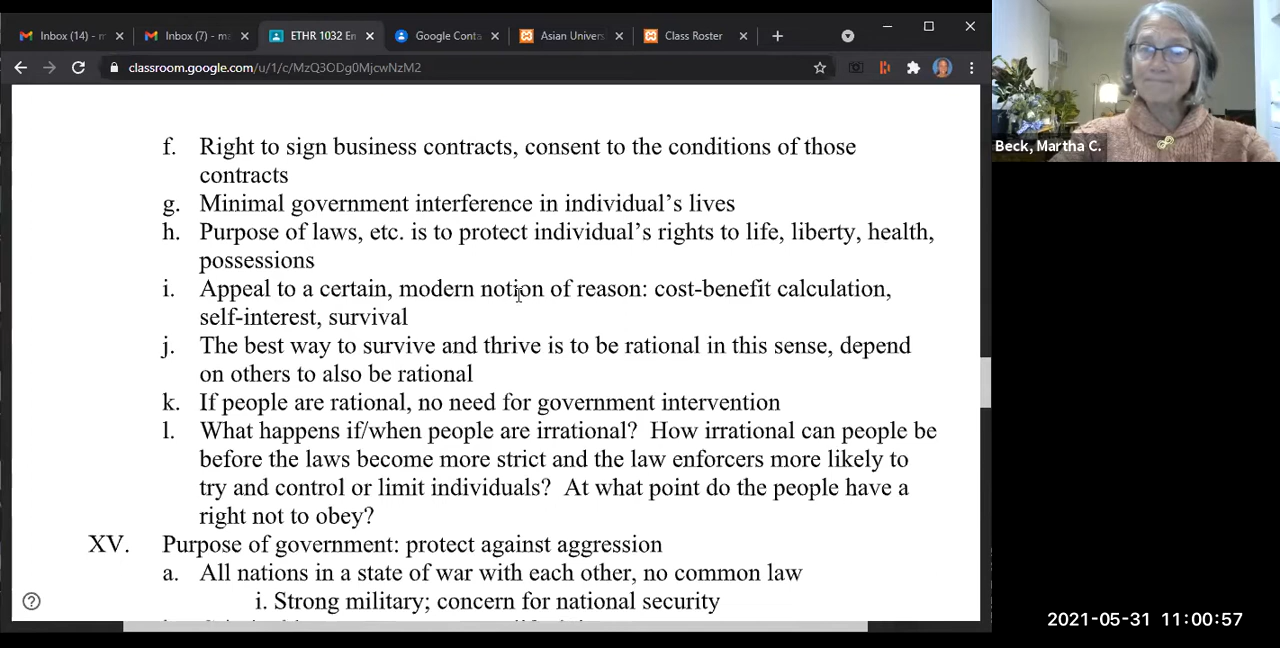 Inbox (14) - m
Inbox (7) - ma
ETHR 1032 En
Google Conta
Asian Univers
Class Roster
classroom.google.com/u/1/c/MzQ3ODg0MjcwNzM2
f. Right to sign business contracts, consent to the conditions of those
contracts
g. Minimal government interference in individual’s lives
h. Purpose of laws, etc. is to protect individual’s rights to life, liberty, health,
possessions
i. Appeal to a certain, modern notion of reason: cost-benefit calculation,
self-interest, survival
j. The best way to survive and thrive is to be rational in this sense, depend
on others to also be rational
k. If people are rational, no need for government intervention
l. What happens if/when people are irrational? How irrational can people be
before the laws become more strict and the law enforcers more likely to
try and control or limit individuals? At what point do the people have a
right not to obey?
XV. Purpose of government: protect against aggression
a. All nations in a state of war with each other, no common law
i. Strong military; concern for national security
Beck, Martha C.
2021-05-31 11:00:57